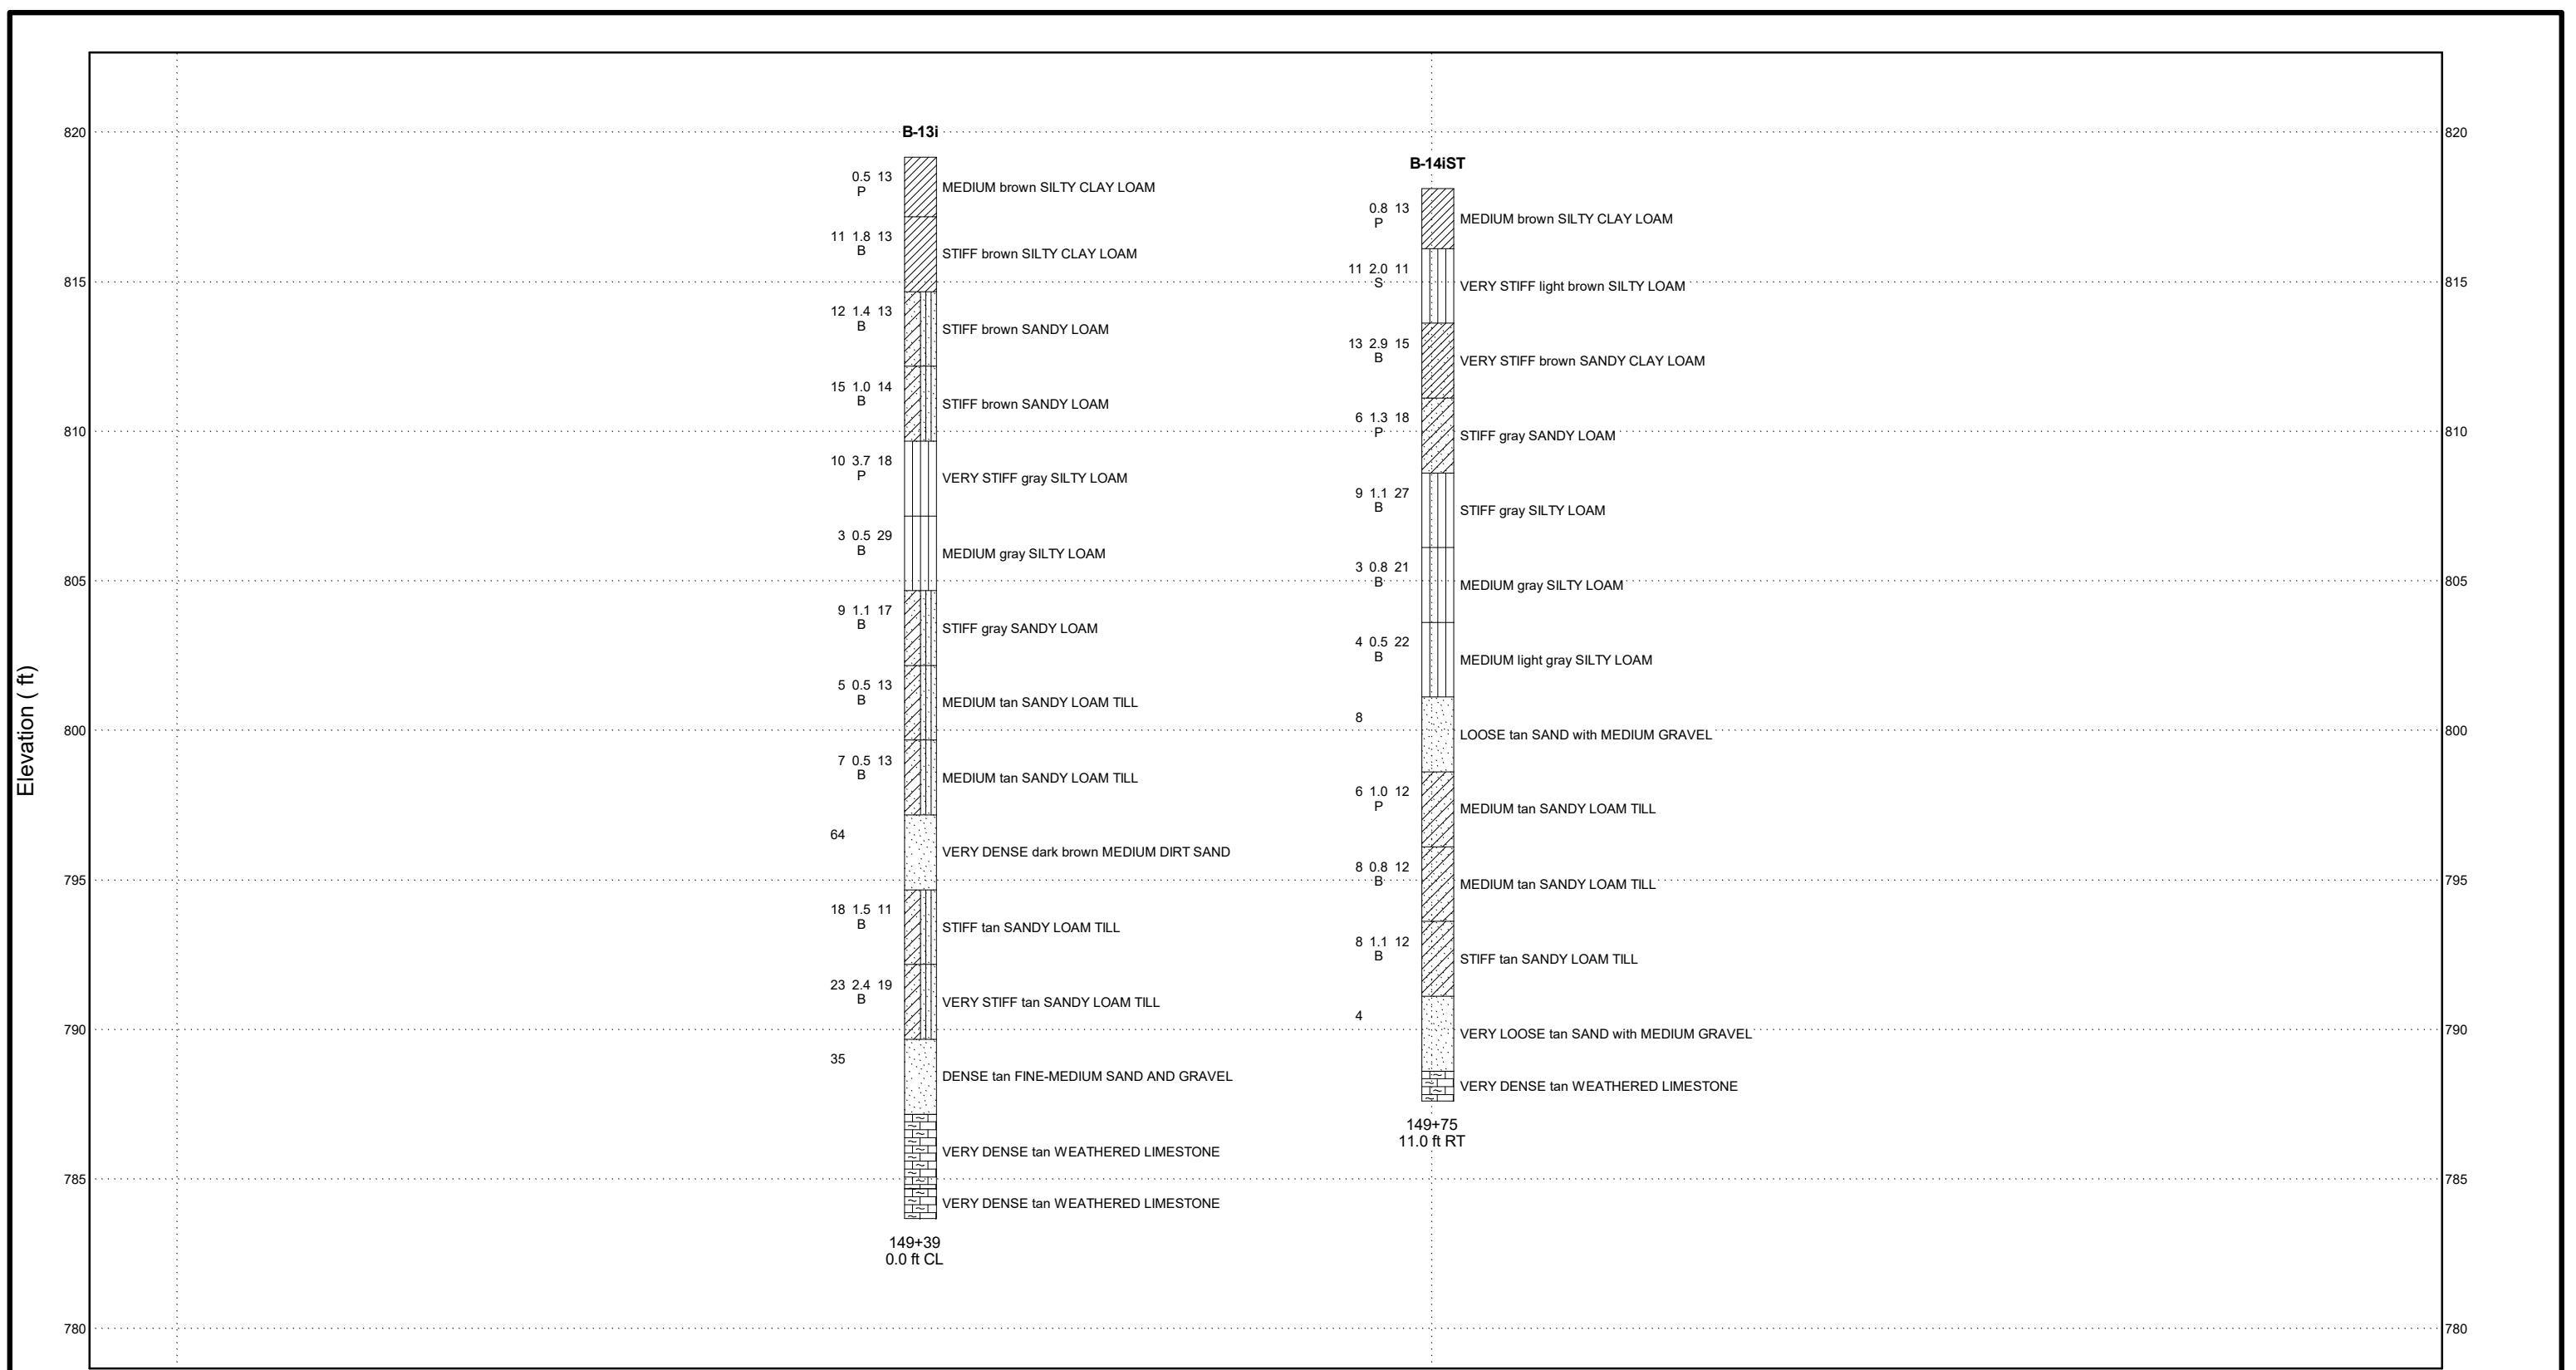 820
B-13i
820
B-14iST
0.5 13
P
MEDIUM brown SILTY CLAY LOAM
0.8 13
P
MEDIUM brown SILTY CLAY LOAM
11 1.8 13
B
STIFF brown SILTY CLAY LOAM
815
11 2.0 11
S
VERY STIFF light brown SILTY LOAM
815
12 1.4 13
B
STIFF brown SANDY LOAM
13 2.9 15
B
VERY STIFF brown SANDY CLAY LOAM
15 1.0 14
B
STIFF brown SANDY LOAM
810
6 1.3 18
P
STIFF gray SANDY LOAM
810
10 3.7 18
P
VERY STIFF gray SILTY LOAM
9 1.1 27
B
STIFF gray SILTY LOAM
3 0.5 29
B
MEDIUM gray SILTY LOAM
805
3 0.8 21
B
MEDIUM gray SILTY LOAM
805
9 1.1 17
B
STIFF gray SANDY LOAM
4 0.5 22
B
MEDIUM light gray SILTY LOAM
Elevation ( ft)
5 0.5 13
B
MEDIUM tan SANDY LOAM TILL
800
8
LOOSE tan SAND with MEDIUM GRAVEL
800
7 0.5 13
B
MEDIUM tan SANDY LOAM TILL
6 1.0 12
P
MEDIUM tan SANDY LOAM TILL
64
VERY DENSE dark brown MEDIUM DIRT SAND
795
8 0.8 12
B
MEDIUM tan SANDY LOAM TILL
795
18 1.5 11
B
STIFF tan SANDY LOAM TILL
8 1.1 12
B
STIFF tan SANDY LOAM TILL
23 2.4 19
B
VERY STIFF tan SANDY LOAM TILL
790
4
VERY LOOSE tan SAND with MEDIUM GRAVEL
790
35
DENSE tan FINE-MEDIUM SAND AND GRAVEL
VERY DENSE tan WEATHERED LIMESTONE
149+75
11.0 ft RT
VERY DENSE tan WEATHERED LIMESTONE
785
785
VERY DENSE tan WEATHERED LIMESTONE
149+39
0.0 ft CL
780
780